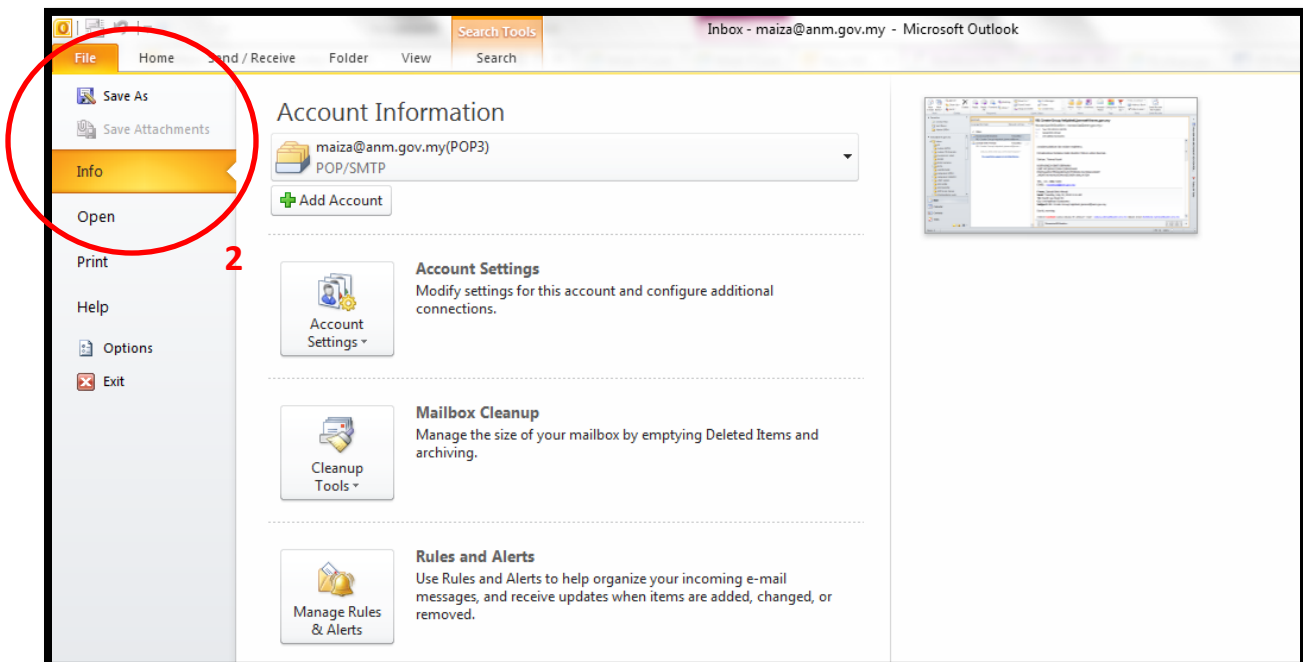 Search Tools
Inbox - maiza@anm.gov.my - Microsoft Outlook
File Home Send / Receive Folder View Search
Save As
Save Attachments
Info
Open
Print
Help
Options
Exit
2
Account Information
maiza@anm.gov.my(POP3)
POP/SMTP
Add Account
Account
Settings
Account Settings
Modify settings for this account and configure additional
connections.
Cleanup
Tools
Mailbox Cleanup
Manage the size of your mailbox by emptying Deleted Items and
archiving.
Manage Rules
& Alerts
Rules and Alerts
Use Rules and Alerts to help organize your incoming e-mail
messages, and receive updates when items are added, changed, or
removed.